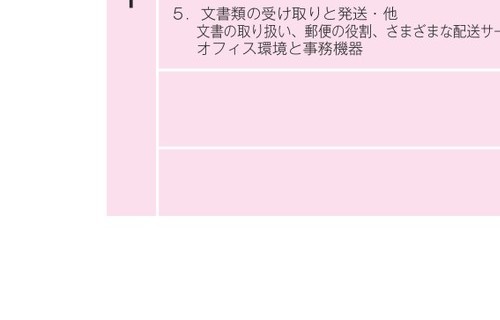 ５．文書類の受け取りと発送・他
文書の取り扱い、郵便の役割、さまざまな配送サー
オフィス環境と事務機器